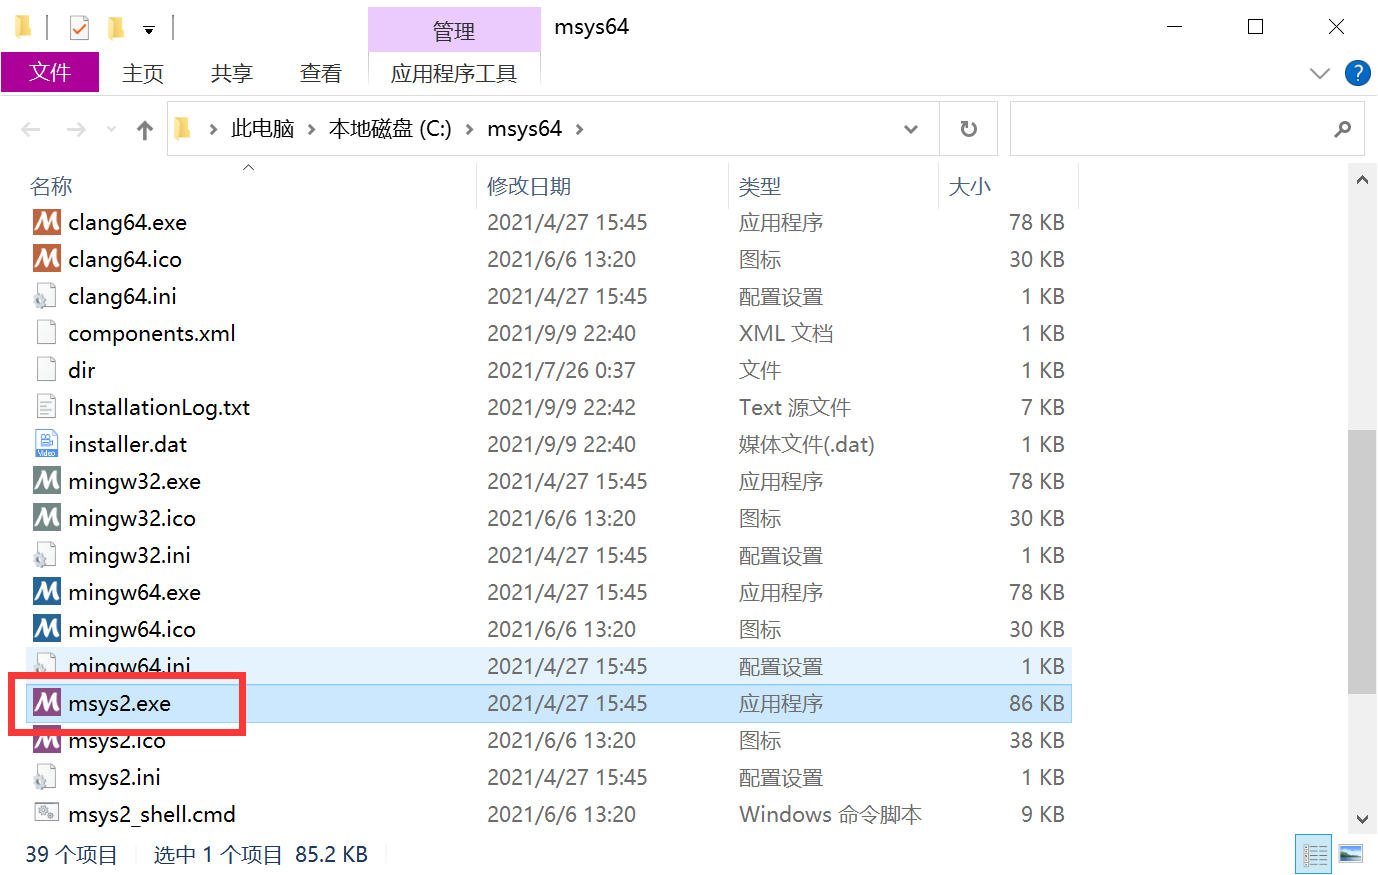 管理 msys64
文件 主页 共享 查看 应用程序工具
此电脑 本地磁盘 (C:) msys64
名称 修改日期 类型 大小
clang64.exe 2021/4/27 15:45 应用程序 78 KB
clang64.ico 2021/6/6 13:20 图标 30 KB
clang64.ini 2021/4/27 15:45 配置设置 1 KB
components.xml 2021/9/9 22:40 XML 文档 1 KB
dir 2021/7/26 0:37 文件 1 KB
InstallationLog.txt 2021/9/9 22:42 Text 源文件 7 KB
installer.dat 2021/9/9 22:40 媒体文件(.dat) 1 KB
mingw32.exe 2021/4/27 15:45 应用程序 78 KB
mingw32.ico 2021/6/6 13:20 图标 30 KB
mingw32.ini 2021/4/27 15:45 配置设置 1 KB
mingw64.exe 2021/4/27 15:45 应用程序 78 KB
mingw64.ico 2021/6/6 13:20 图标 30 KB
mingw64.ini 2021/4/27 15:45 配置设置 1 KB
msys2.exe 2021/4/27 15:45 应用程序 86 KB
msys2.ico 2021/6/6 13:20 图标 38 KB
msys2.ini 2021/4/27 15:45 配置设置 1 KB
msys2_shell.cmd 2021/6/6 13:20 Windows 命令脚本 9 KB
39 个项目 选中 1 个项目 85.2 KB